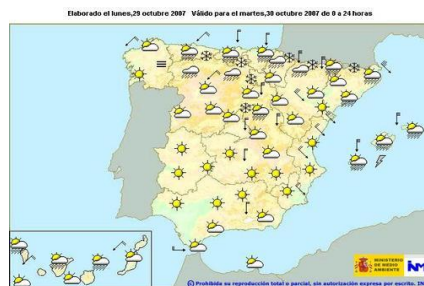 Elaborado el lunes,29 octubre 2007 Válido para el martes,30 octubre 2007 de 0 a 24 horas
MINISTERIO
DE MEDIO
AMBIENTE
© Prohibida su reproducción total o parcial, sin autorización expresa por escrito. IN